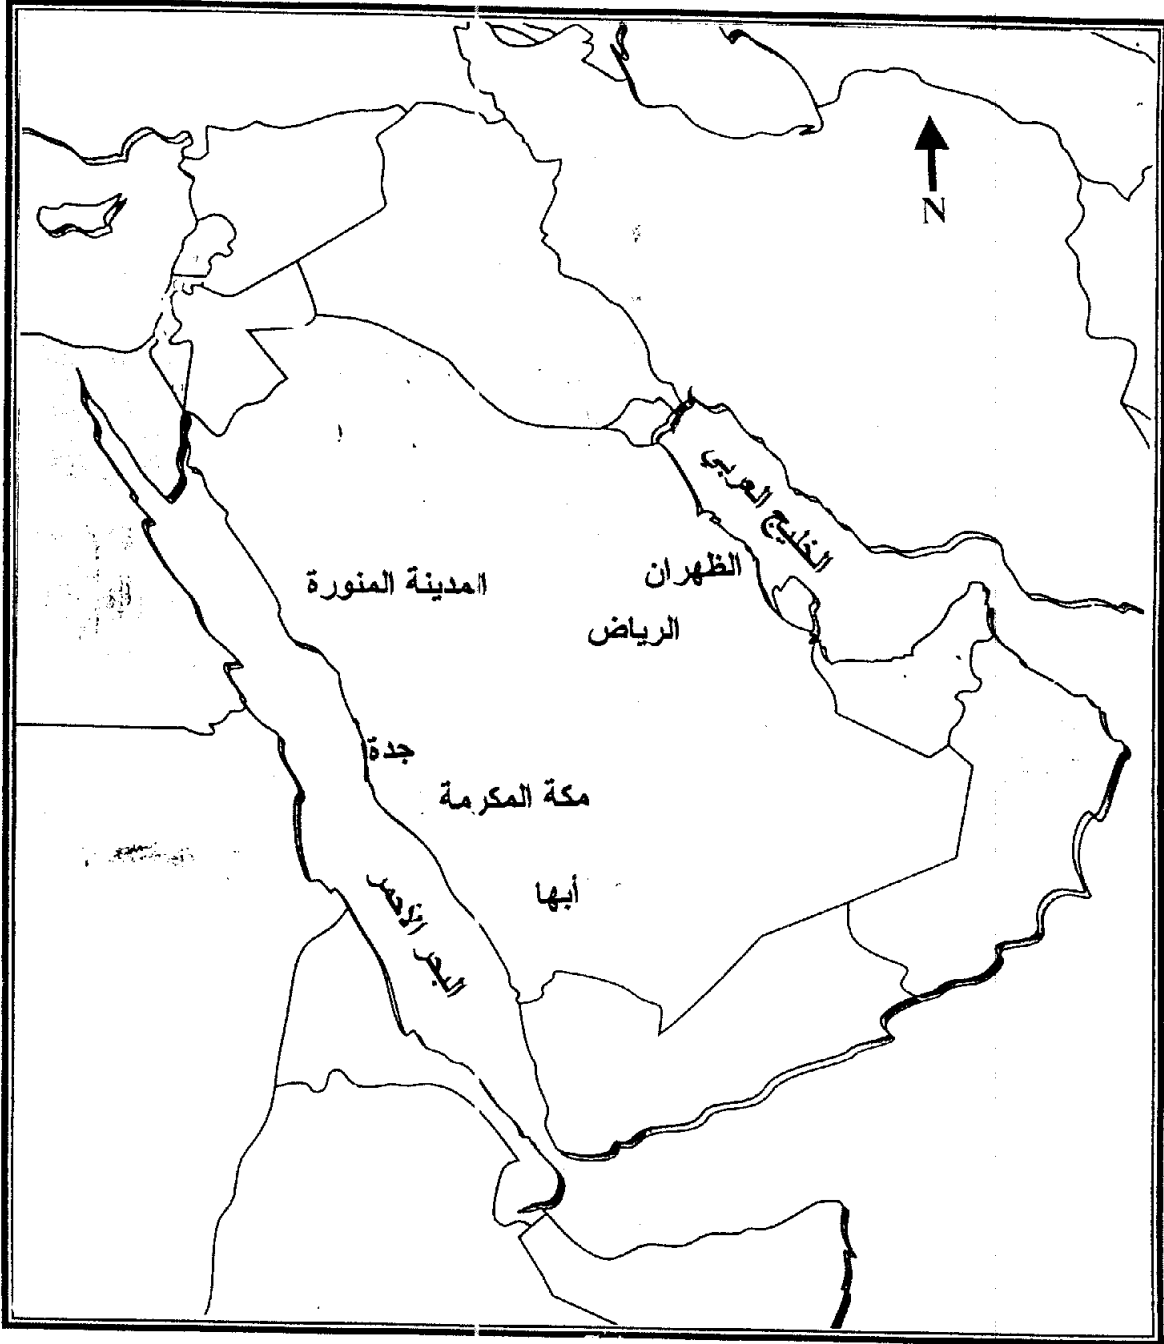 N
الخليج العربي
الظهران
المدينة المنورة
الرياض
جدة
مكة المكرمة
أبها
البحر الأحمر